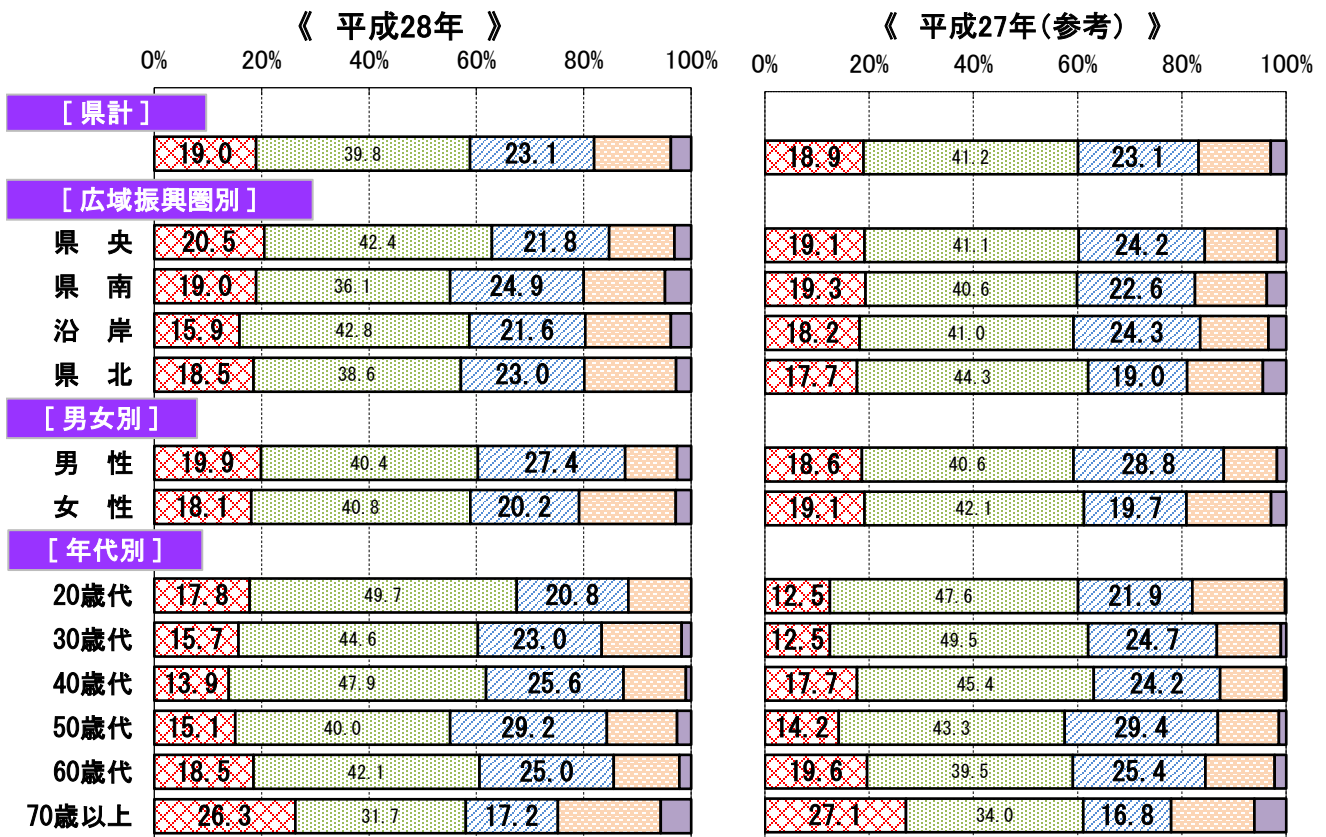 《 平成28年 》
0% 20% 40% 60% 80% 100%
《 平成27年（参考） 》
0% 20% 40% 60% 80% 100%
[ 県計 ]
19.0 39.8 23.1
18.9 41.2 23.1
[ 広域振興圏別 ]
県 央 20.5 42.4 21.8
19.1 41.1 24.2
県 南 19.0 36.1 24.9
19.3 40.6 22.6
沿 岸 15.9 42.8 21.6
18.2 41.0 24.3
県 北 18.5 38.6 23.0
17.7 44.3 19.0
[ 男女別 ]
男 性 19.9 40.4 27.4
18.6 40.6 28.8
女 性 18.1 40.8 20.2
19.1 42.1 19.7
[ 年代別 ]
20歳代 17.8 49.7 20.8
12.5 47.6 21.9
30歳代 15.7 44.6 23.0
12.5 49.5 24.7
40歳代 13.9 47.9 25.6
17.7 45.4 24.2
50歳代 15.1 40.0 29.2
14.2 43.3 29.4
60歳代 18.5 42.1 25.0
19.6 39.5 25.4
70歳以上 26.3 31.7 17.2
27.1 34.0 16.8